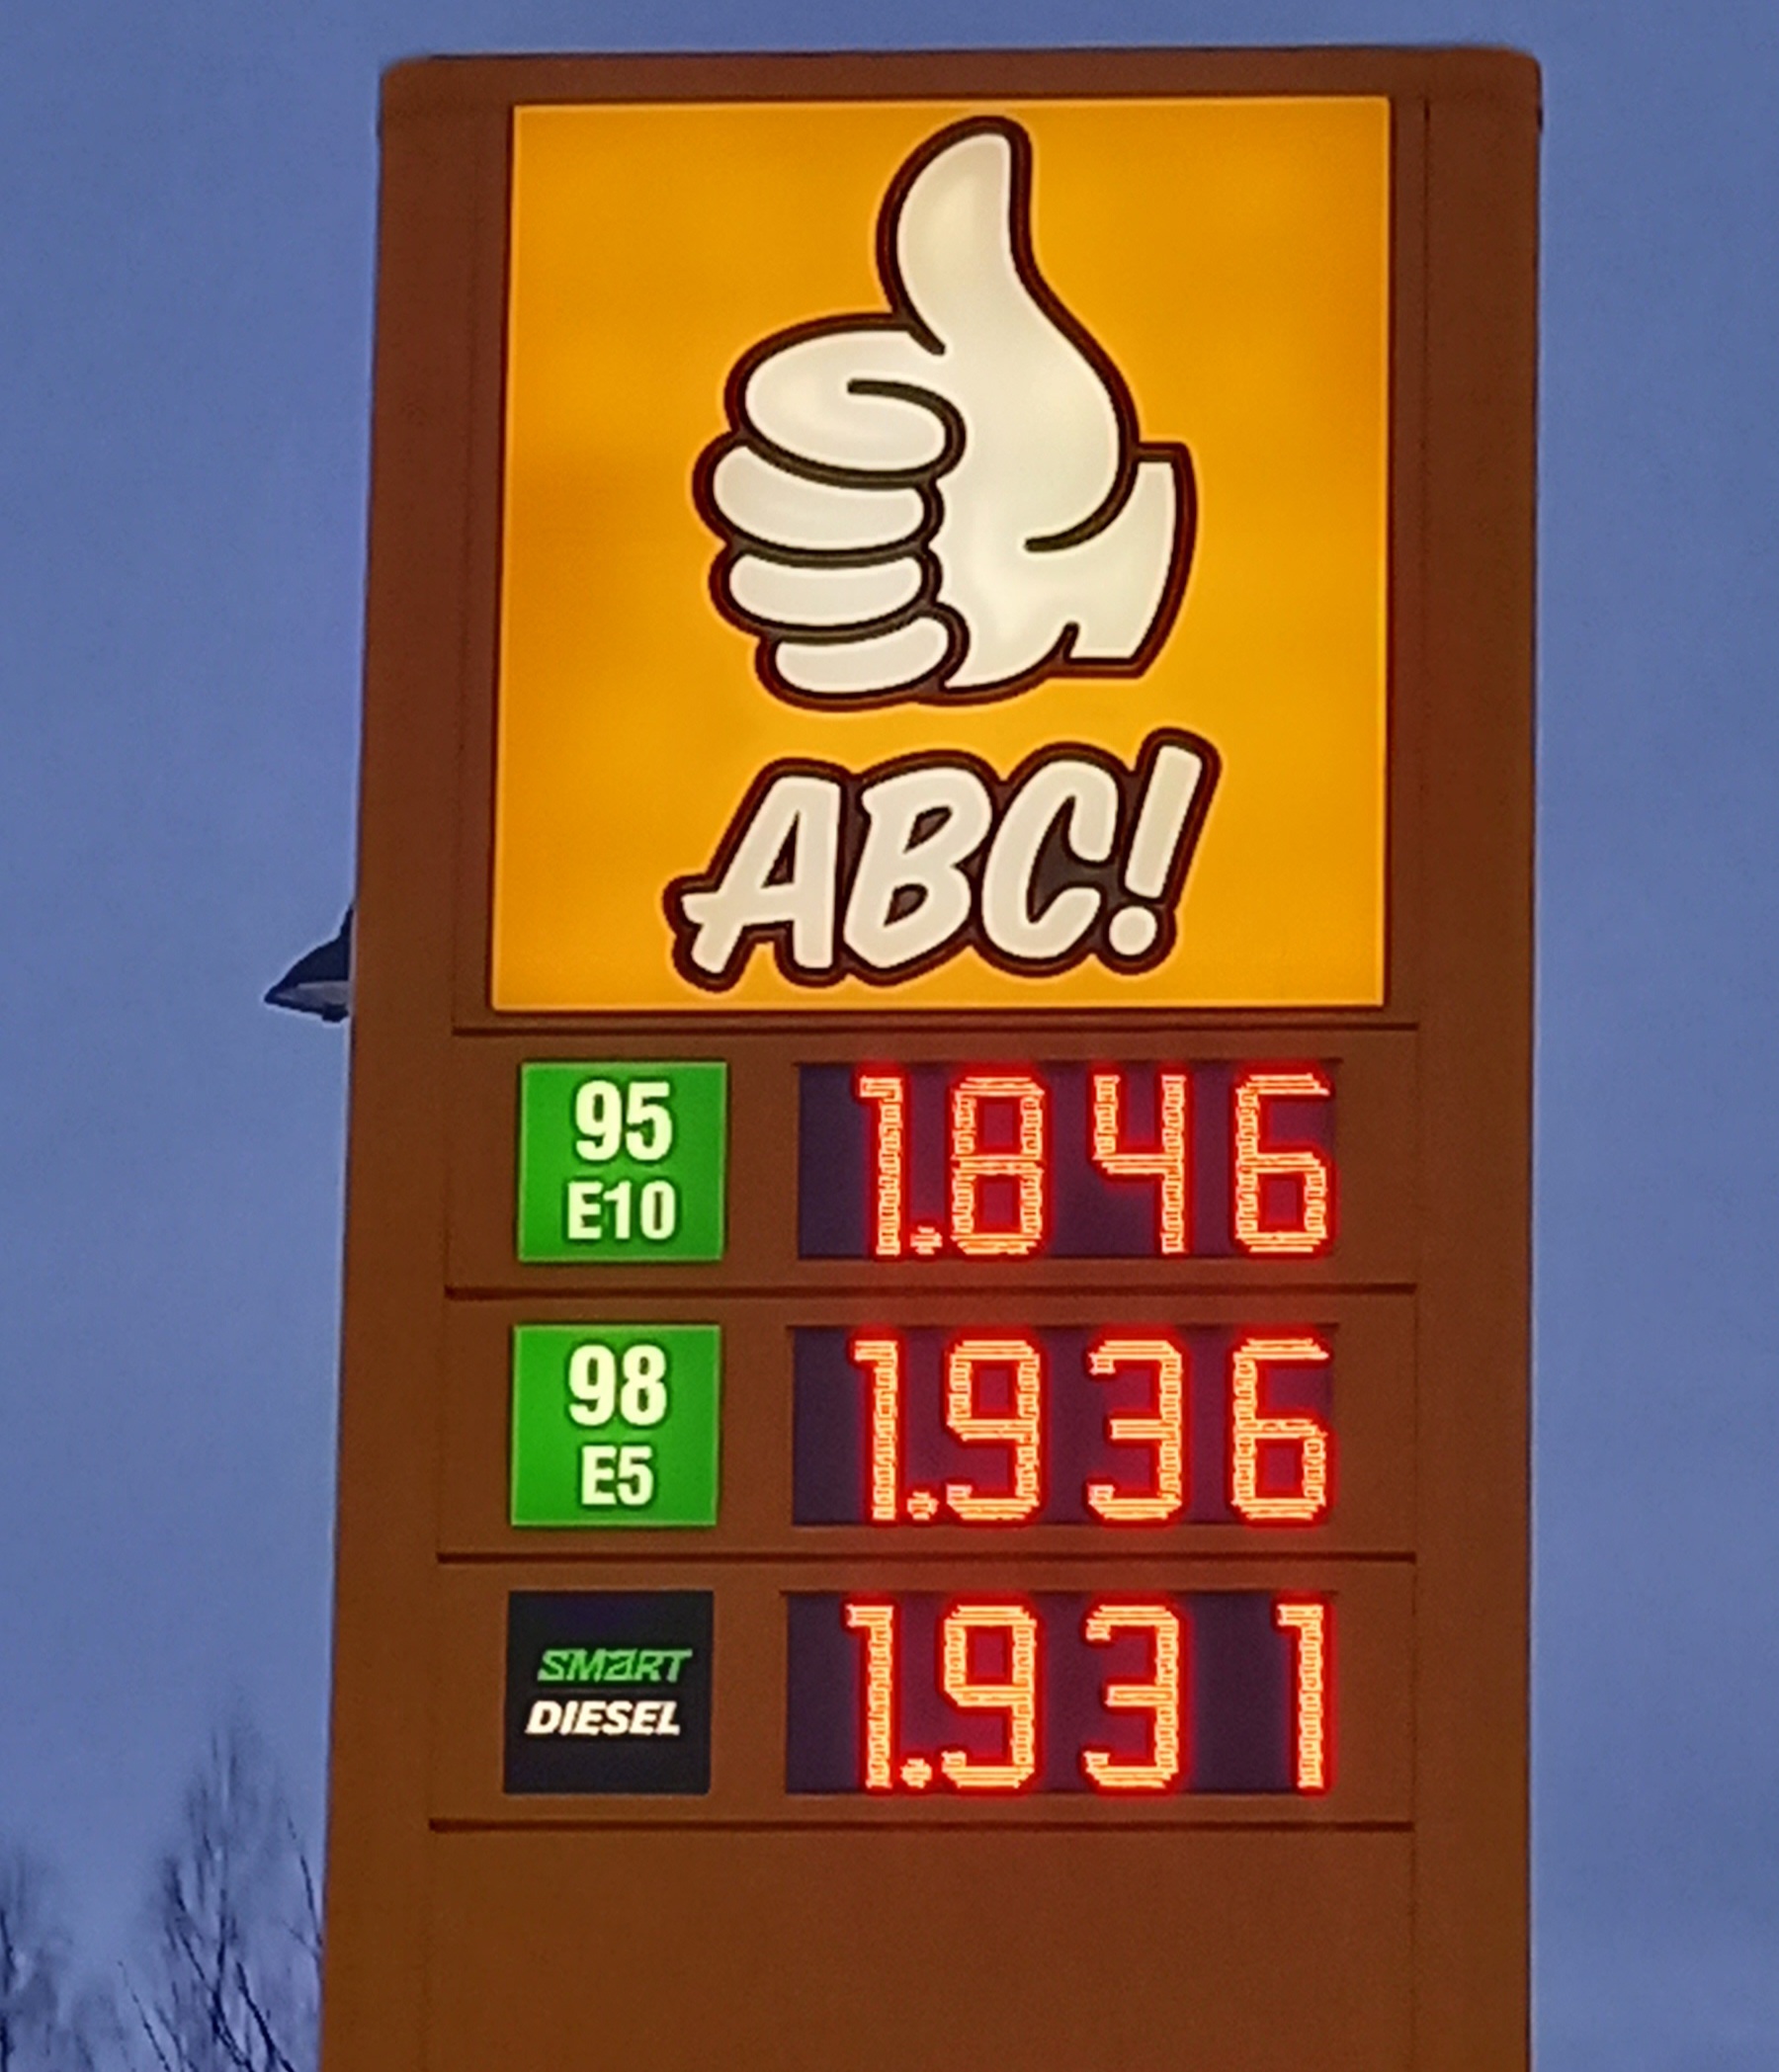 ABC!
95 1.846
E10
98 1.936
E5
SMART 1.931
DIESEL